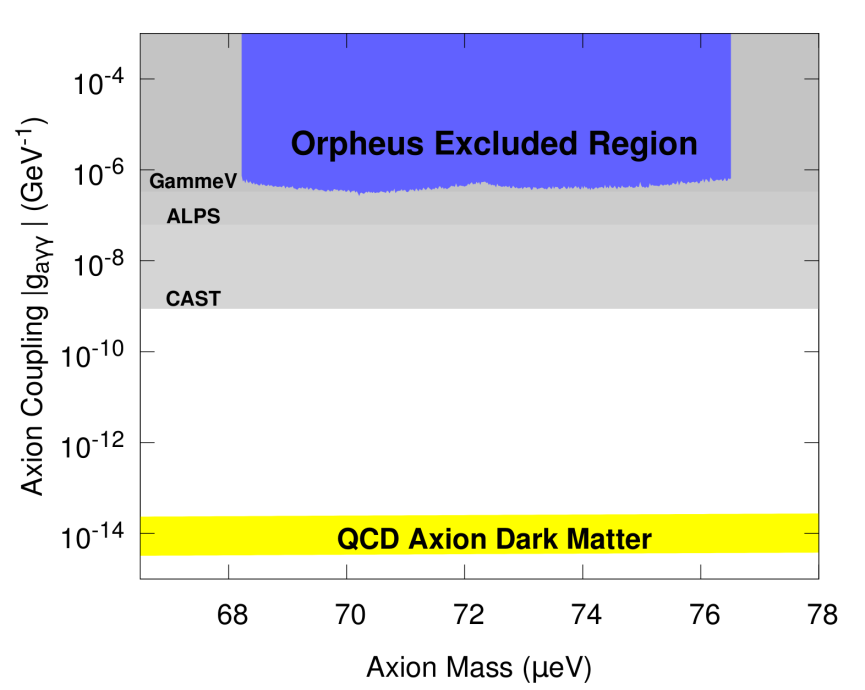 10⁻⁴
Orpheus Excluded Region
10⁻⁶
GammeV
ALPS
10⁻⁸
CAST
10⁻¹⁰
10⁻¹²
QCD Axion Dark Matter
10⁻¹⁴
68 70 72 74 76 78
Axion Mass (μeV)
Axion Coupling |gₐᵧᵧ | (GeV⁻¹)